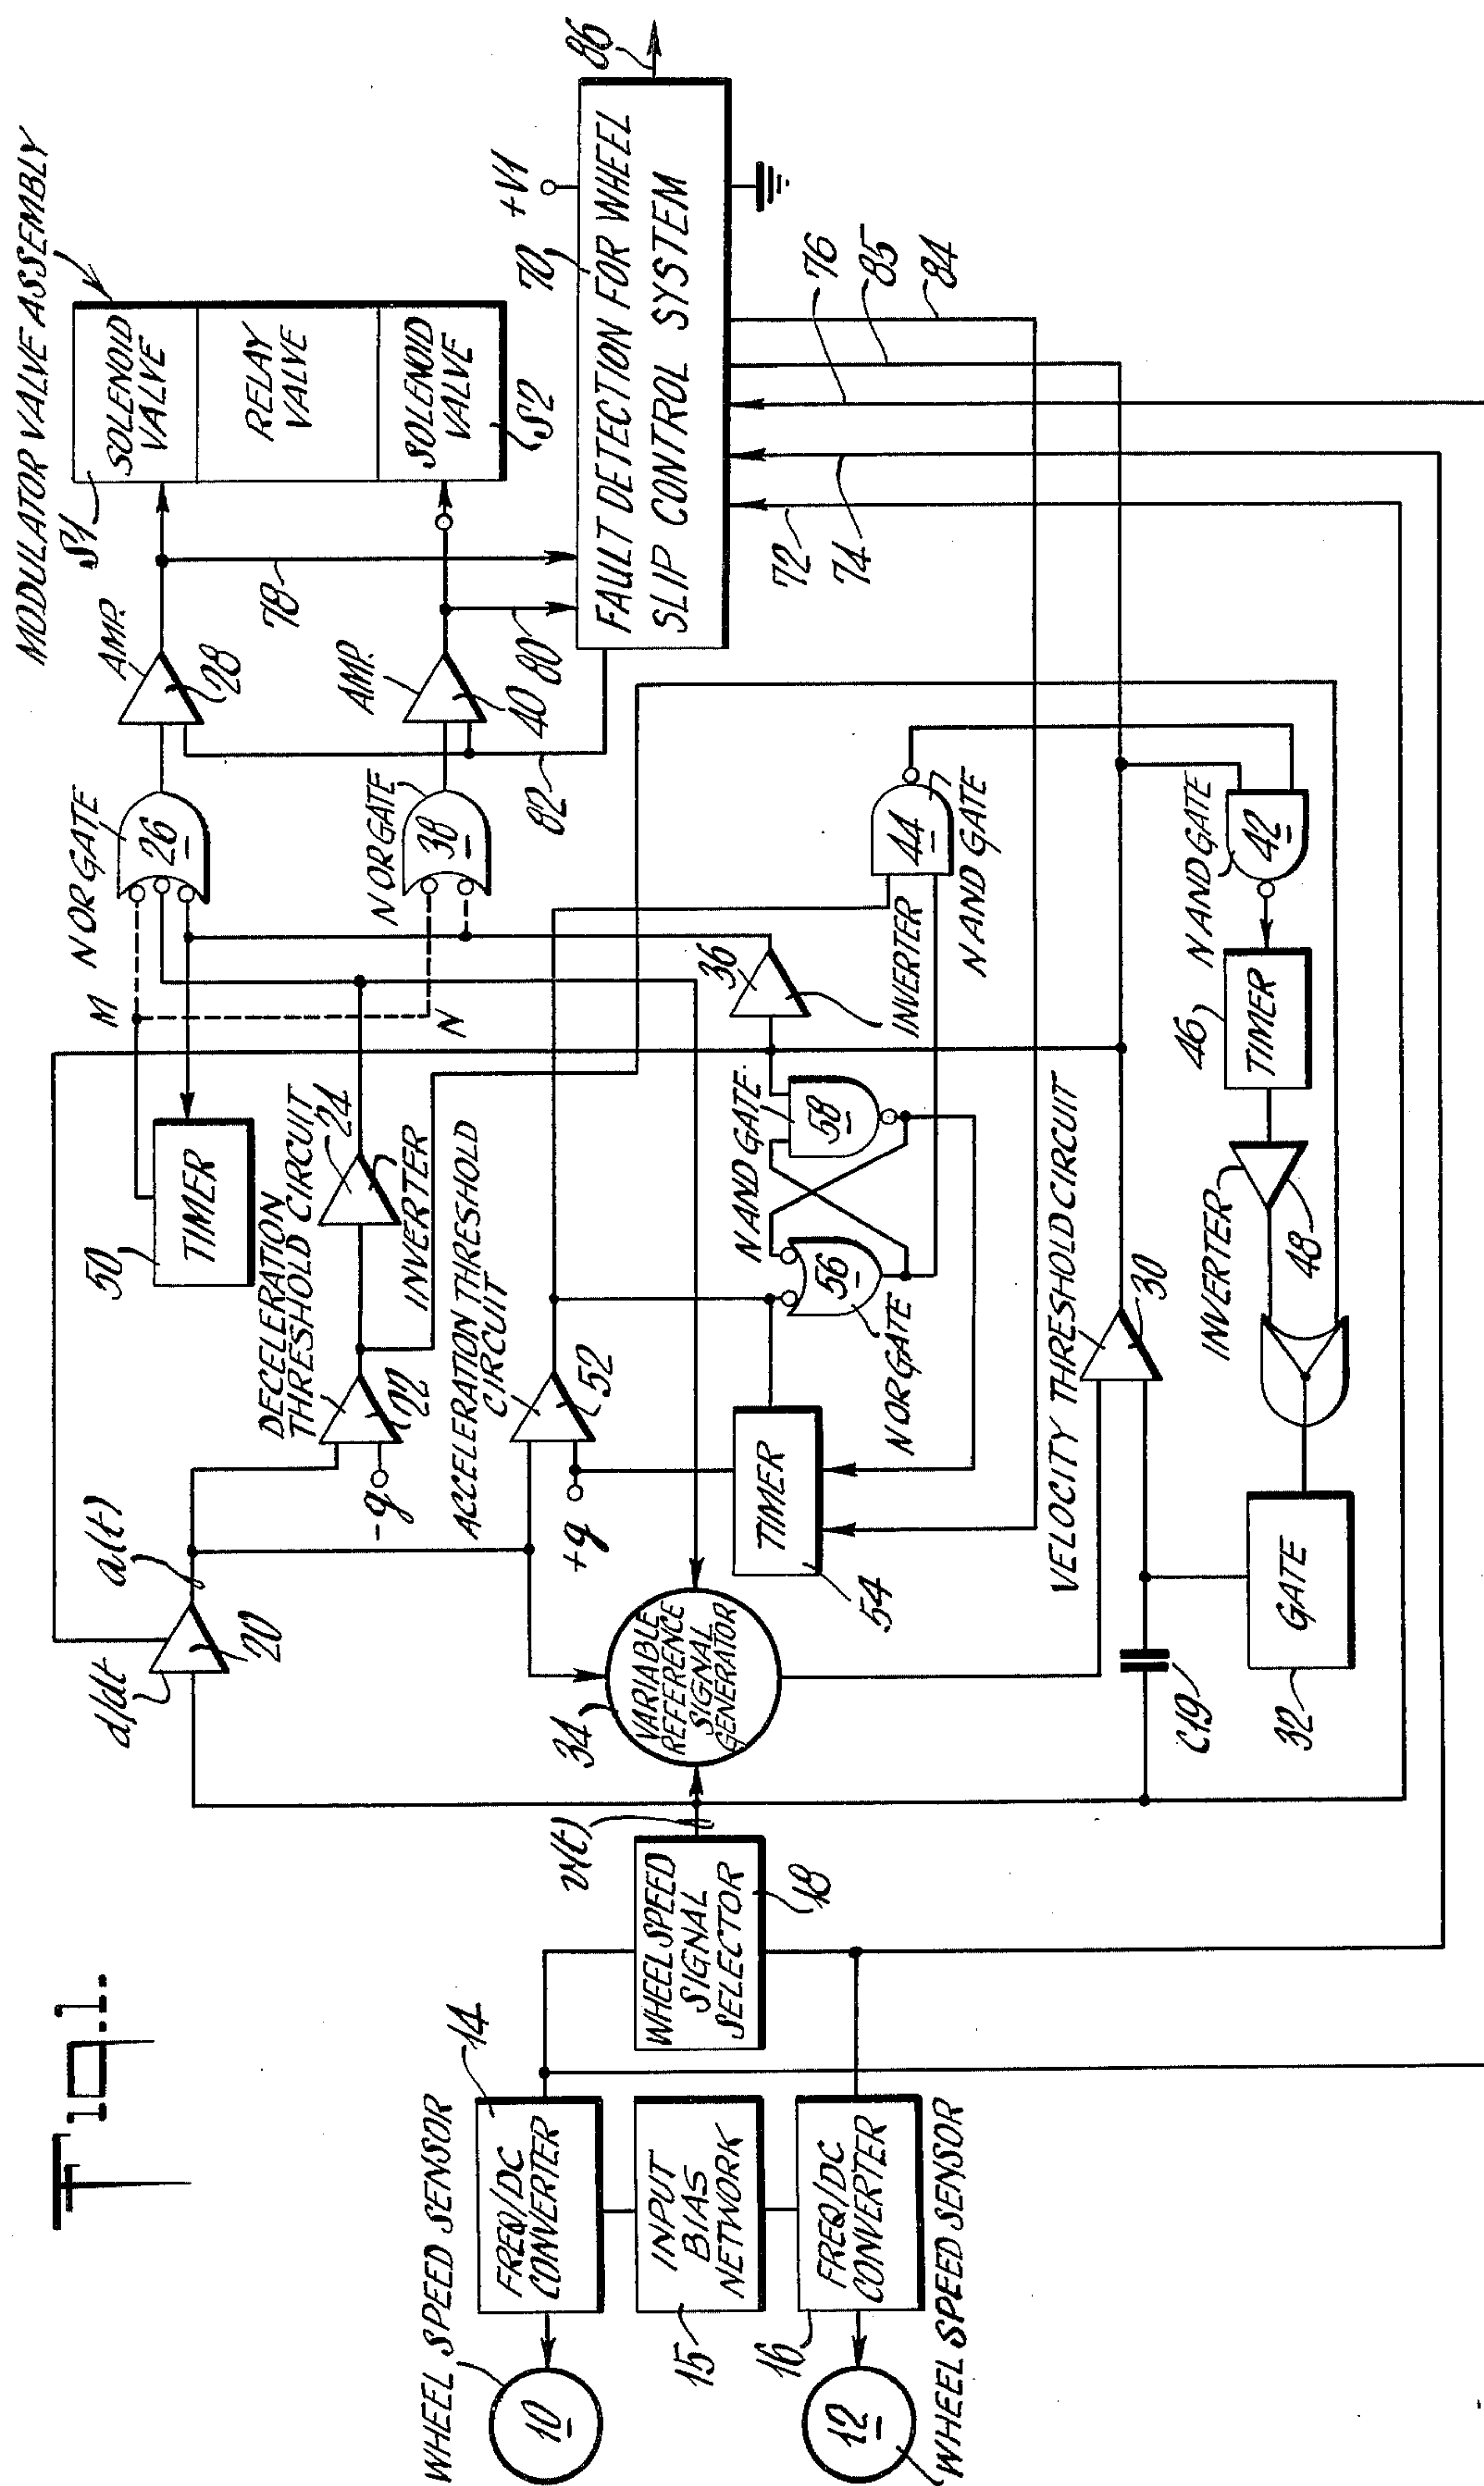 Fig. 1.
MODULATOR VALVE ASSEMBLY
S1
SOLENOID
VALVE
RELAY
VALVE
SOLENOID
VALVE
S2
AMP.
28
78
AMP.
40
80
82
NOR GATE
26
NOR GATE
38
M
N
50
TIMER
d/dt
20
a(t)
DECELERATION
THRESHOLD CIRCUIT
-g
22
24
INVERTER
ACCELERATION THRESHOLD
CIRCUIT
+g
52
36
INVERTER
44
NAND GATE
+V1
70
86
FAULT DETECTION FOR WHEEL
SLIP CONTROL SYSTEM
72
74
76
85
84
NAND GATE
58
56
NOR GATE
TIMER
54
34
VARIABLE
REFERENCE
SIGNAL
GENERATOR
v(t)
WHEEL SPEED
SIGNAL
SELECTOR
18
WHEEL SPEED SENSOR
10
14
FREQ/DC
CONVERTER
INPUT
BIAS
NETWORK
15
16
FREQ/DC
CONVERTER
12
WHEEL SPEED SENSOR
VELOCITY THRESHOLD CIRCUIT
30
C19
GATE
32
INVERTER
48
46
TIMER
NAND GATE
42